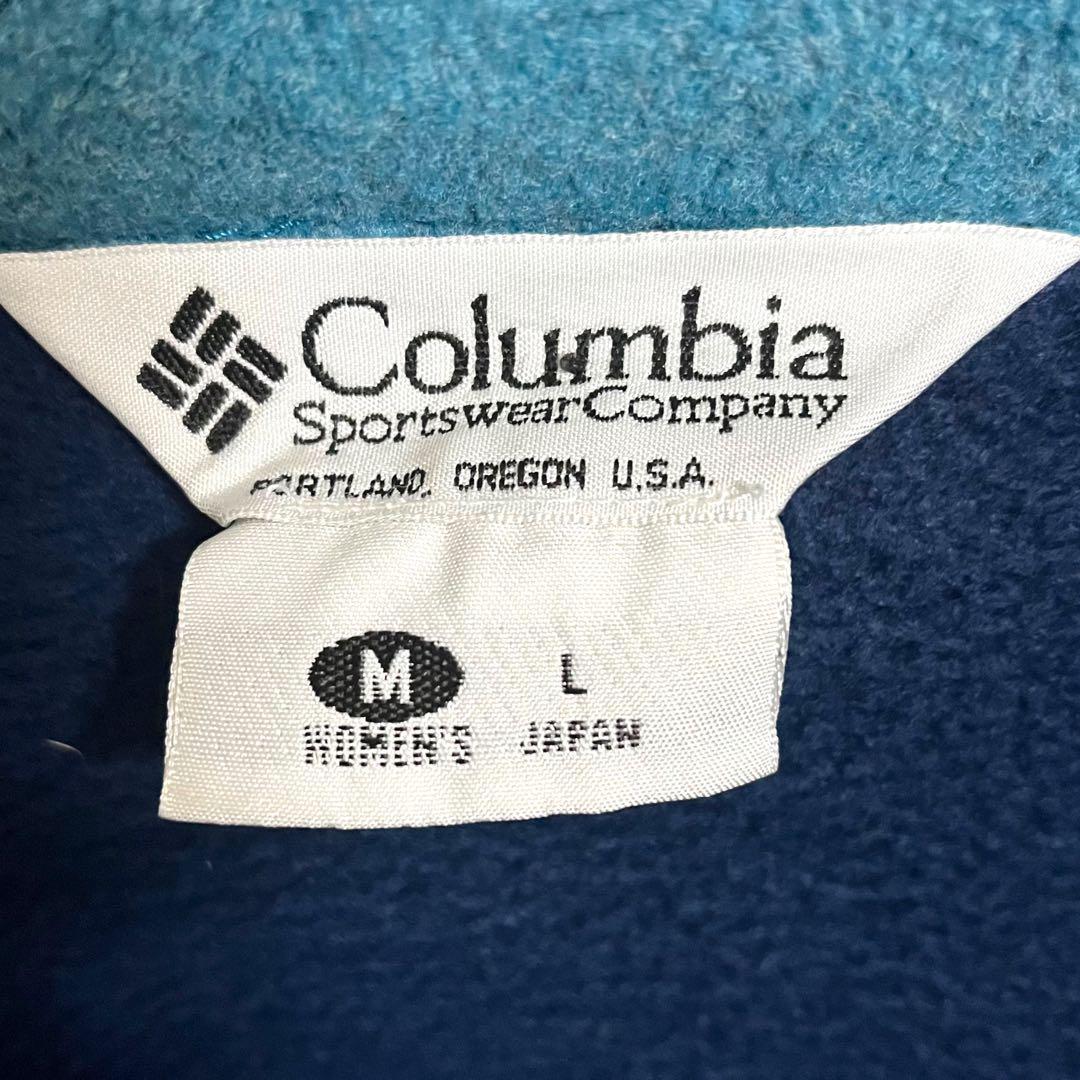 Columbia
SportswearCompany
PORTLAND, OREGON U.S.A.
M L
WOMEN'S JAPAN